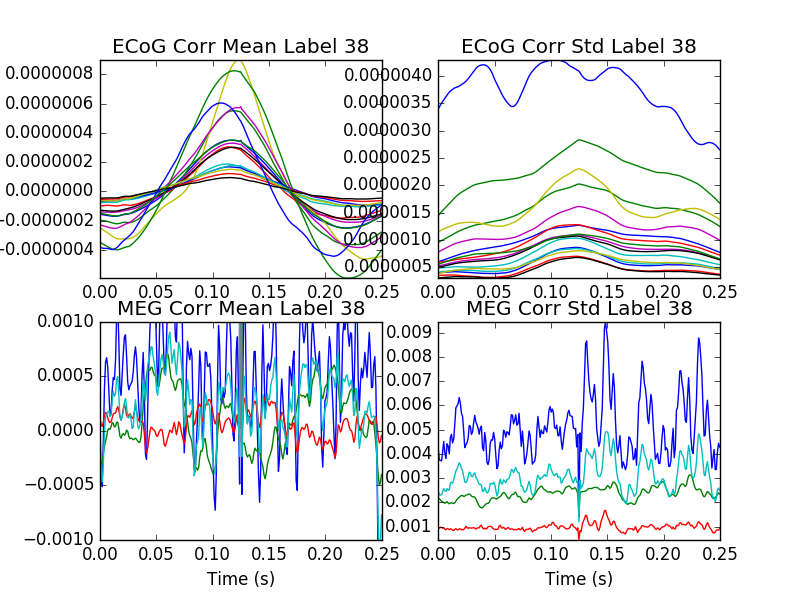 ECoG Corr Mean Label 38
0.0000008
0.0000006
0.0000004
0.0000002
0.0000000
−0.0000002
−0.0000004
0.00 0.05 0.10 0.15 0.20 0.25
ECoG Corr Std Label 38
0.0000040
0.0000035
0.0000030
0.0000025
0.0000020
0.0000015
0.0000010
0.0000005
0.00 0.05 0.10 0.15 0.20 0.25
MEG Corr Mean Label 38
0.0010
0.0005
0.0000
−0.0005
−0.0010
0.00 0.05 0.10 0.15 0.20 0.25
Time (s)
MEG Corr Std Label 38
0.009
0.008
0.007
0.006
0.005
0.004
0.003
0.002
0.001
0.00 0.05 0.10 0.15 0.20 0.25
Time (s)